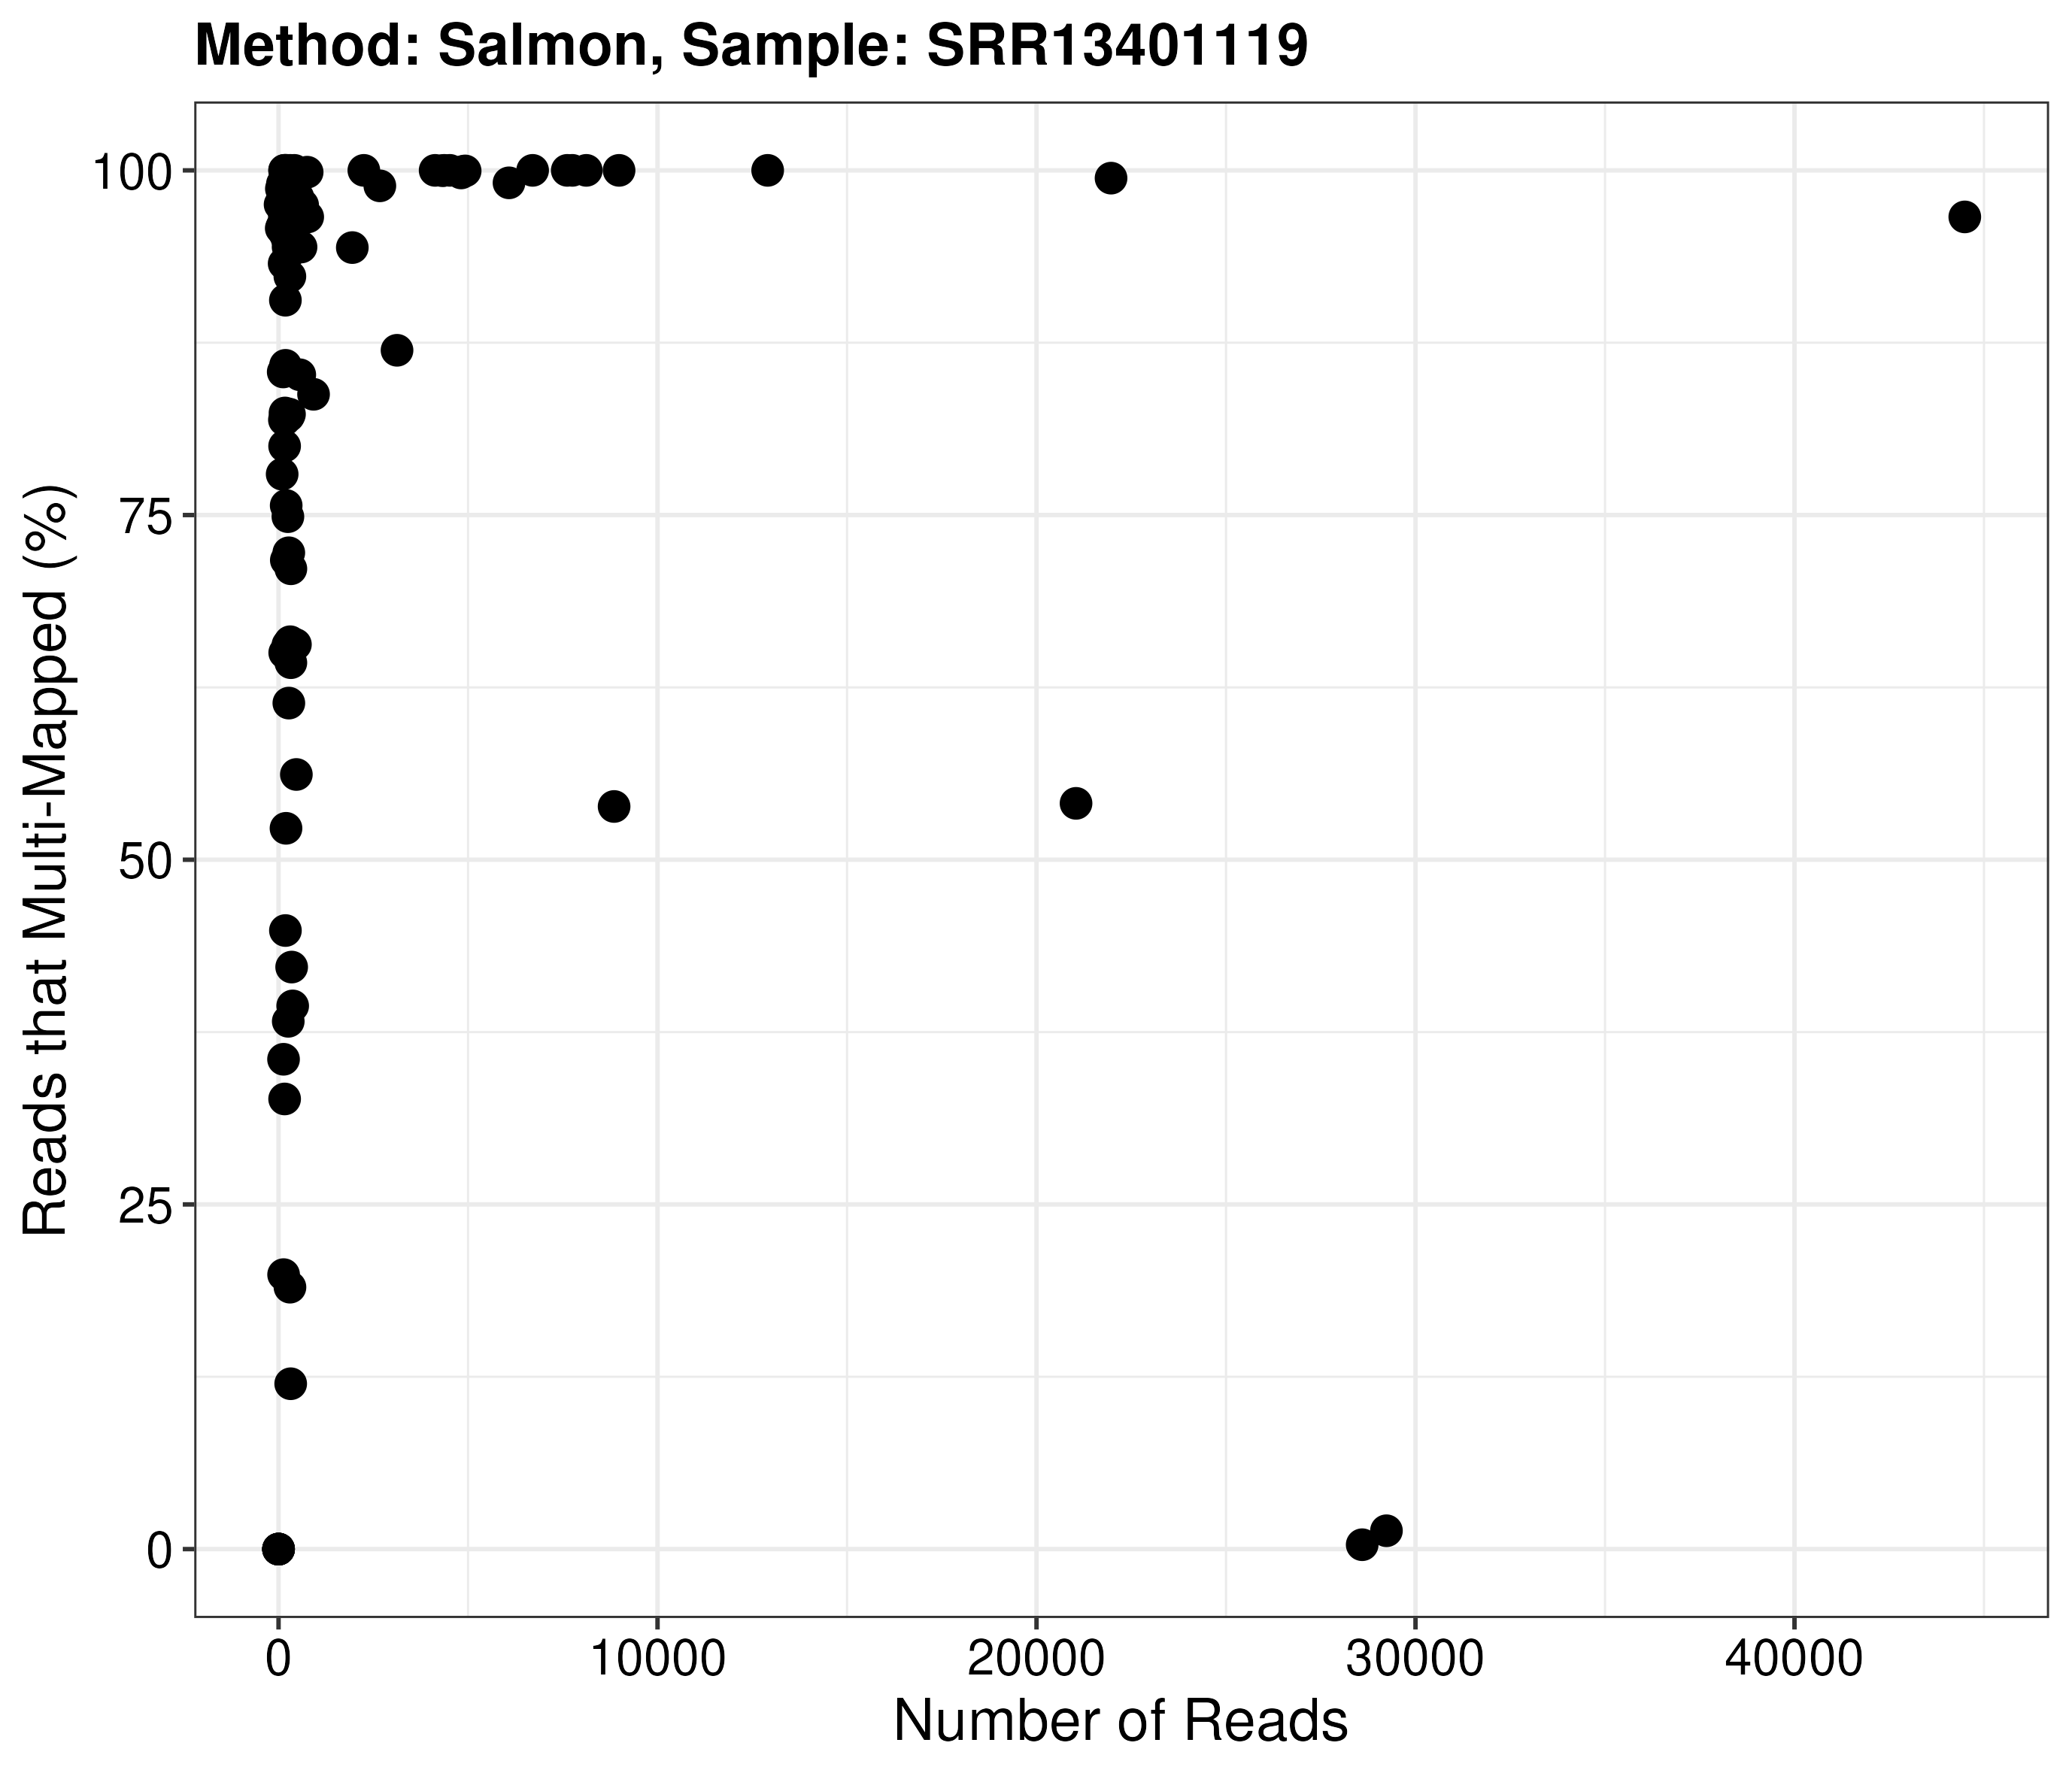 Method: Salmon, Sample: SRR13401119
Reads that Multi-Mapped (%)
100
75
50
25
0
0 10000 20000 30000 40000
Number of Reads